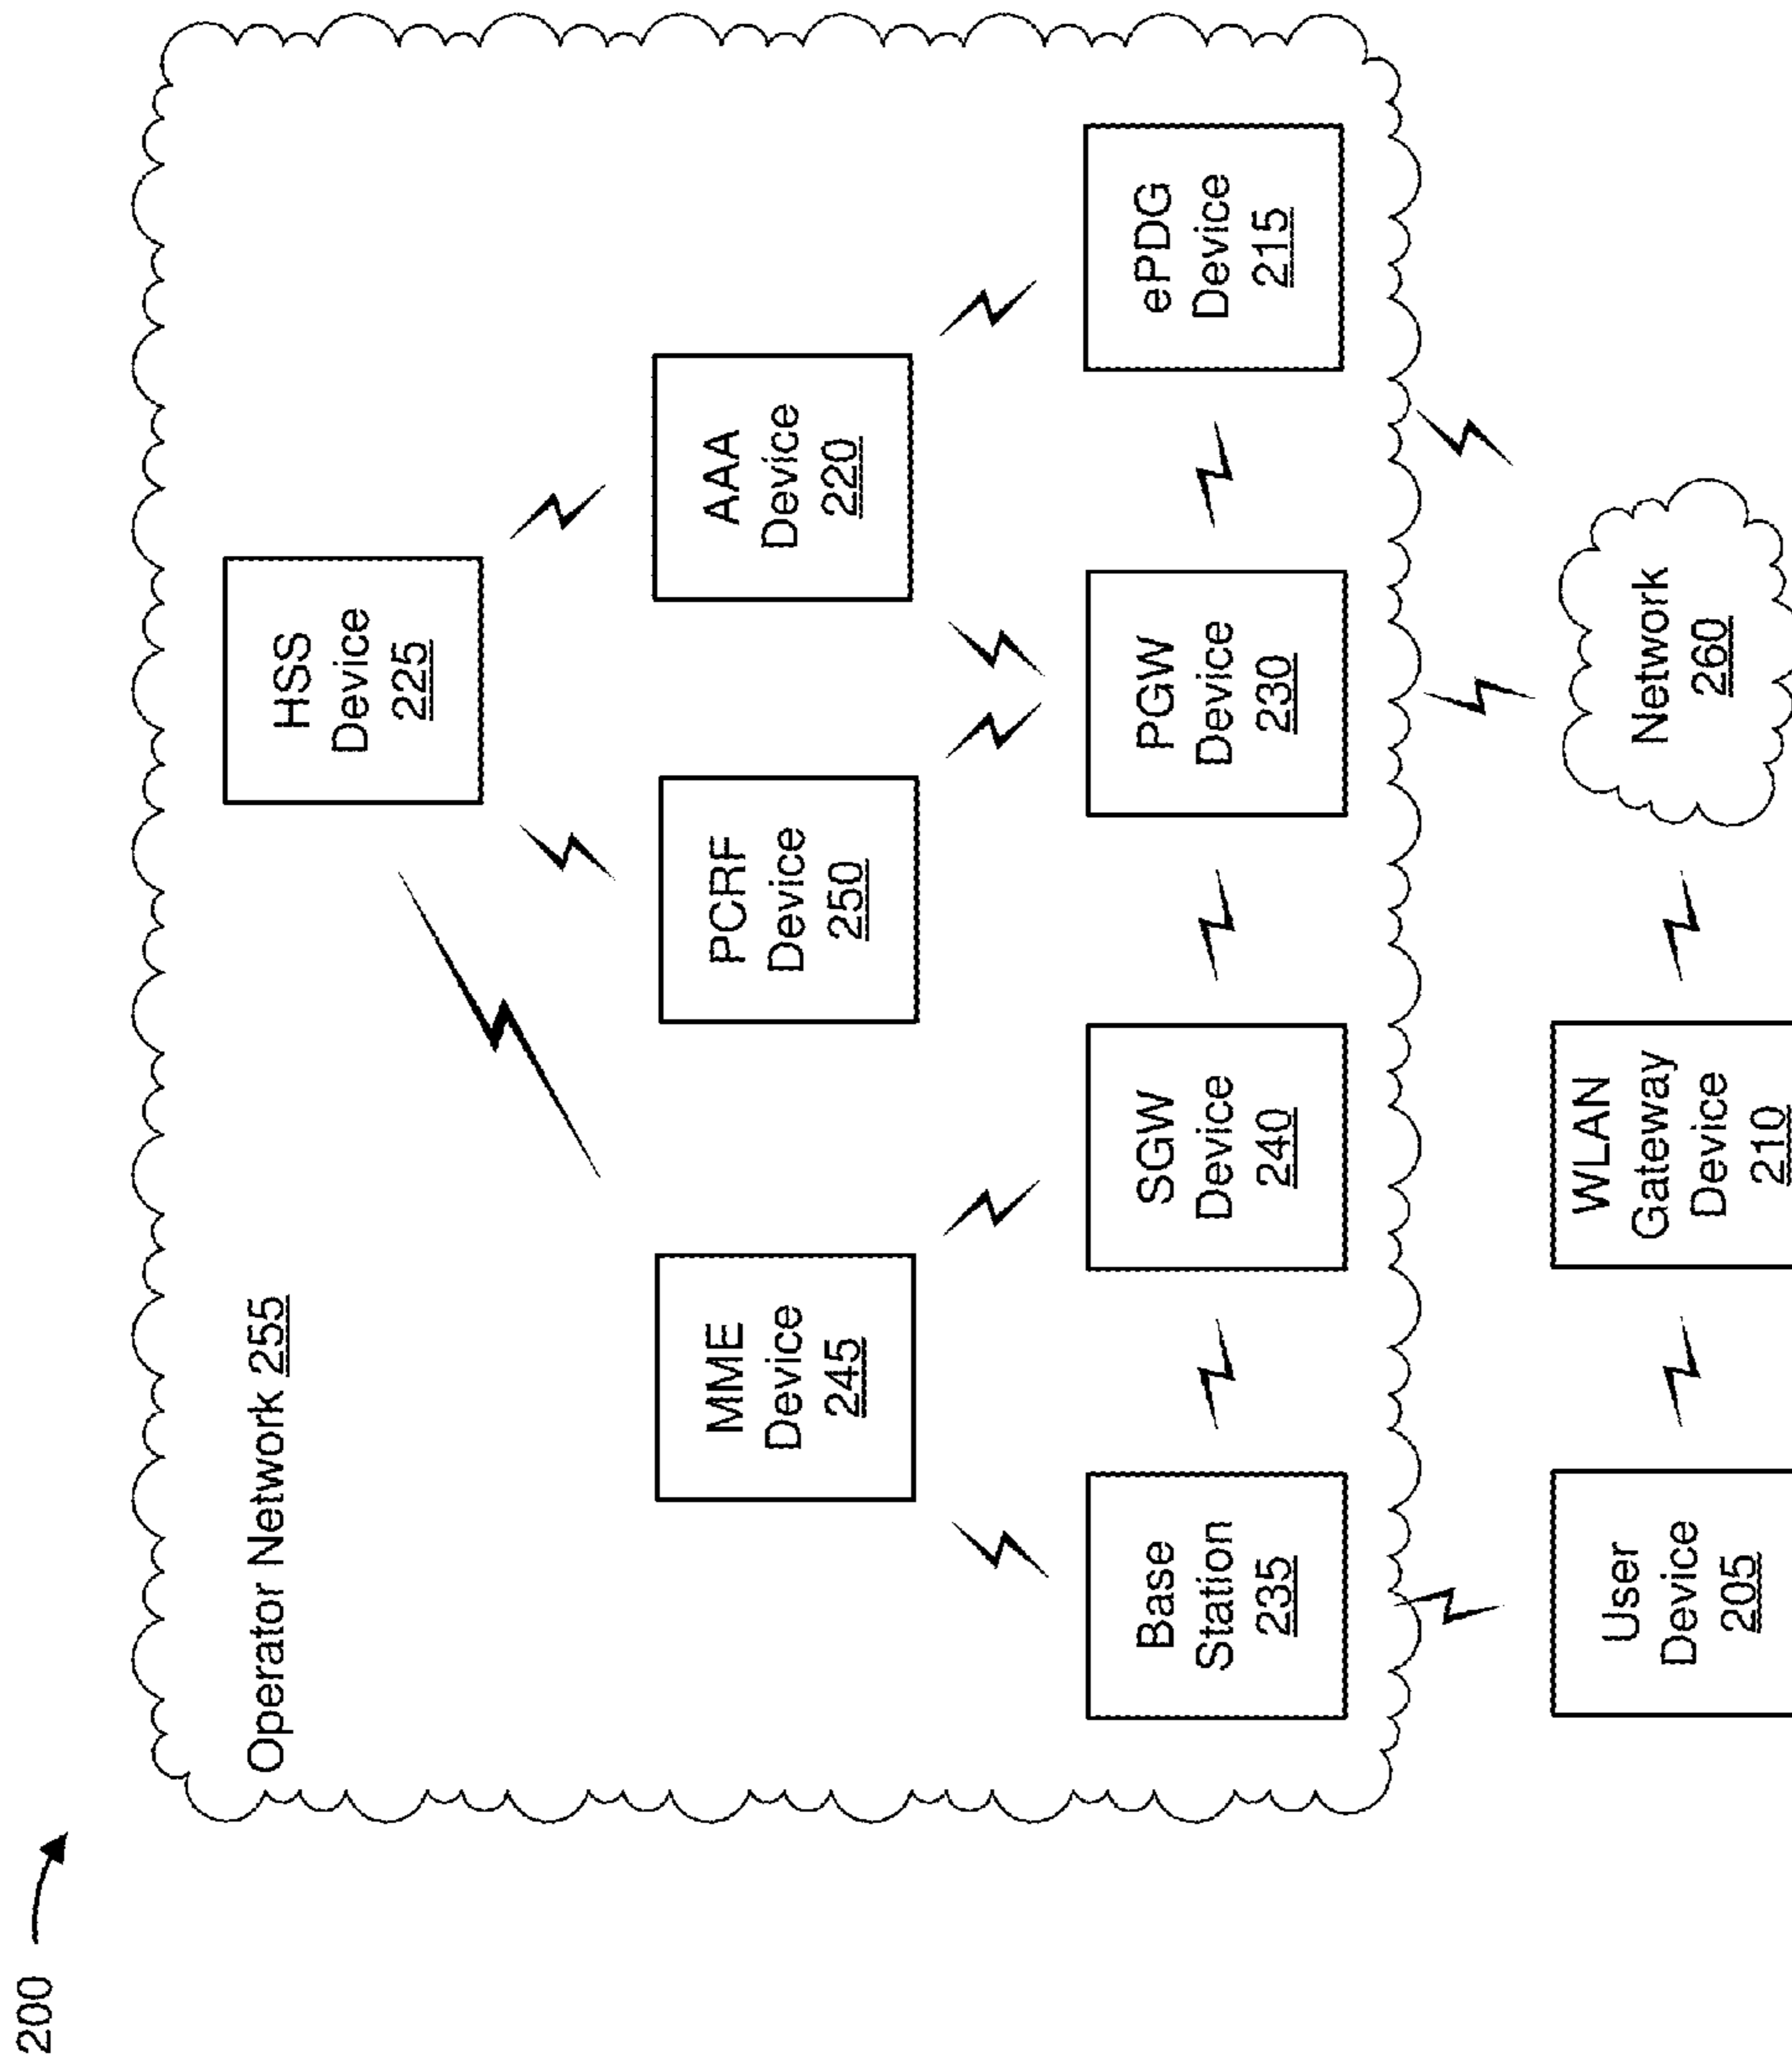 200
Operator Network 255
HSS
Device
225
MME
Device
245
PCRF
Device
250
AAA
Device
220
Base
Station
235
SGW
Device
240
PGW
Device
230
ePDG
Device
215
User
Device
205
WLAN
Gateway
Device
210
Network
260